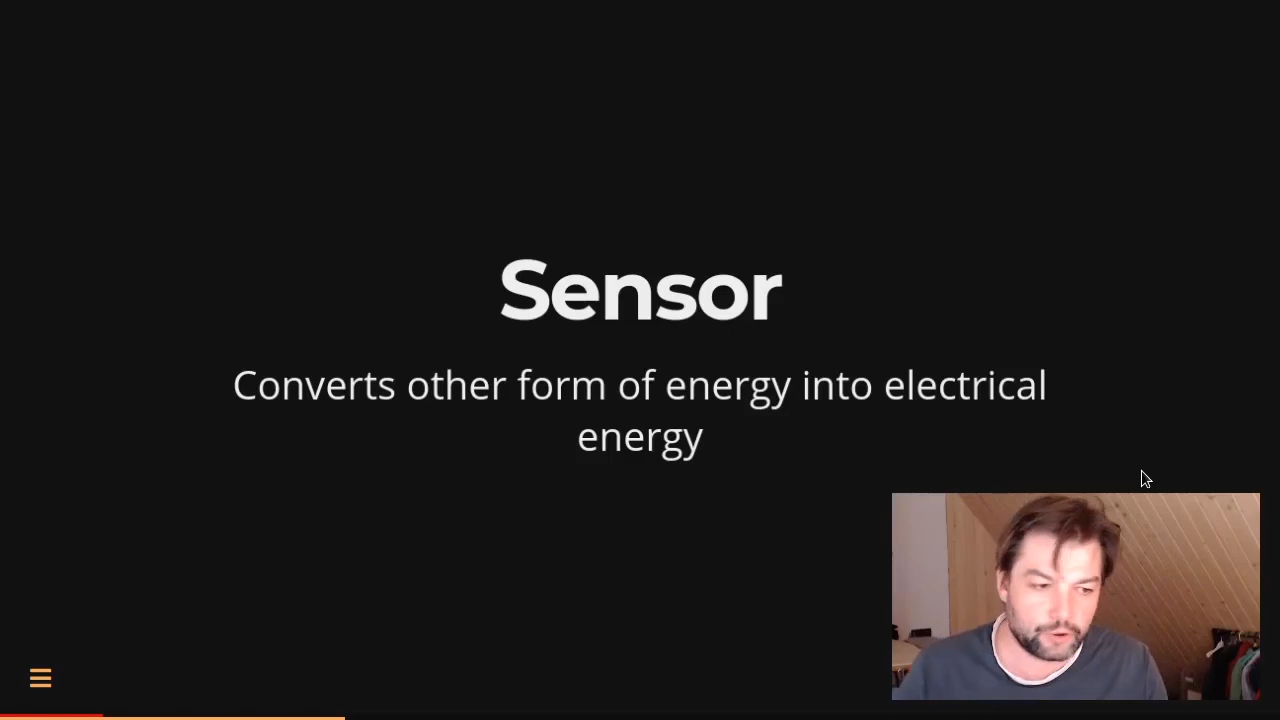 Sensor
Converts other form of energy into electrical
energy